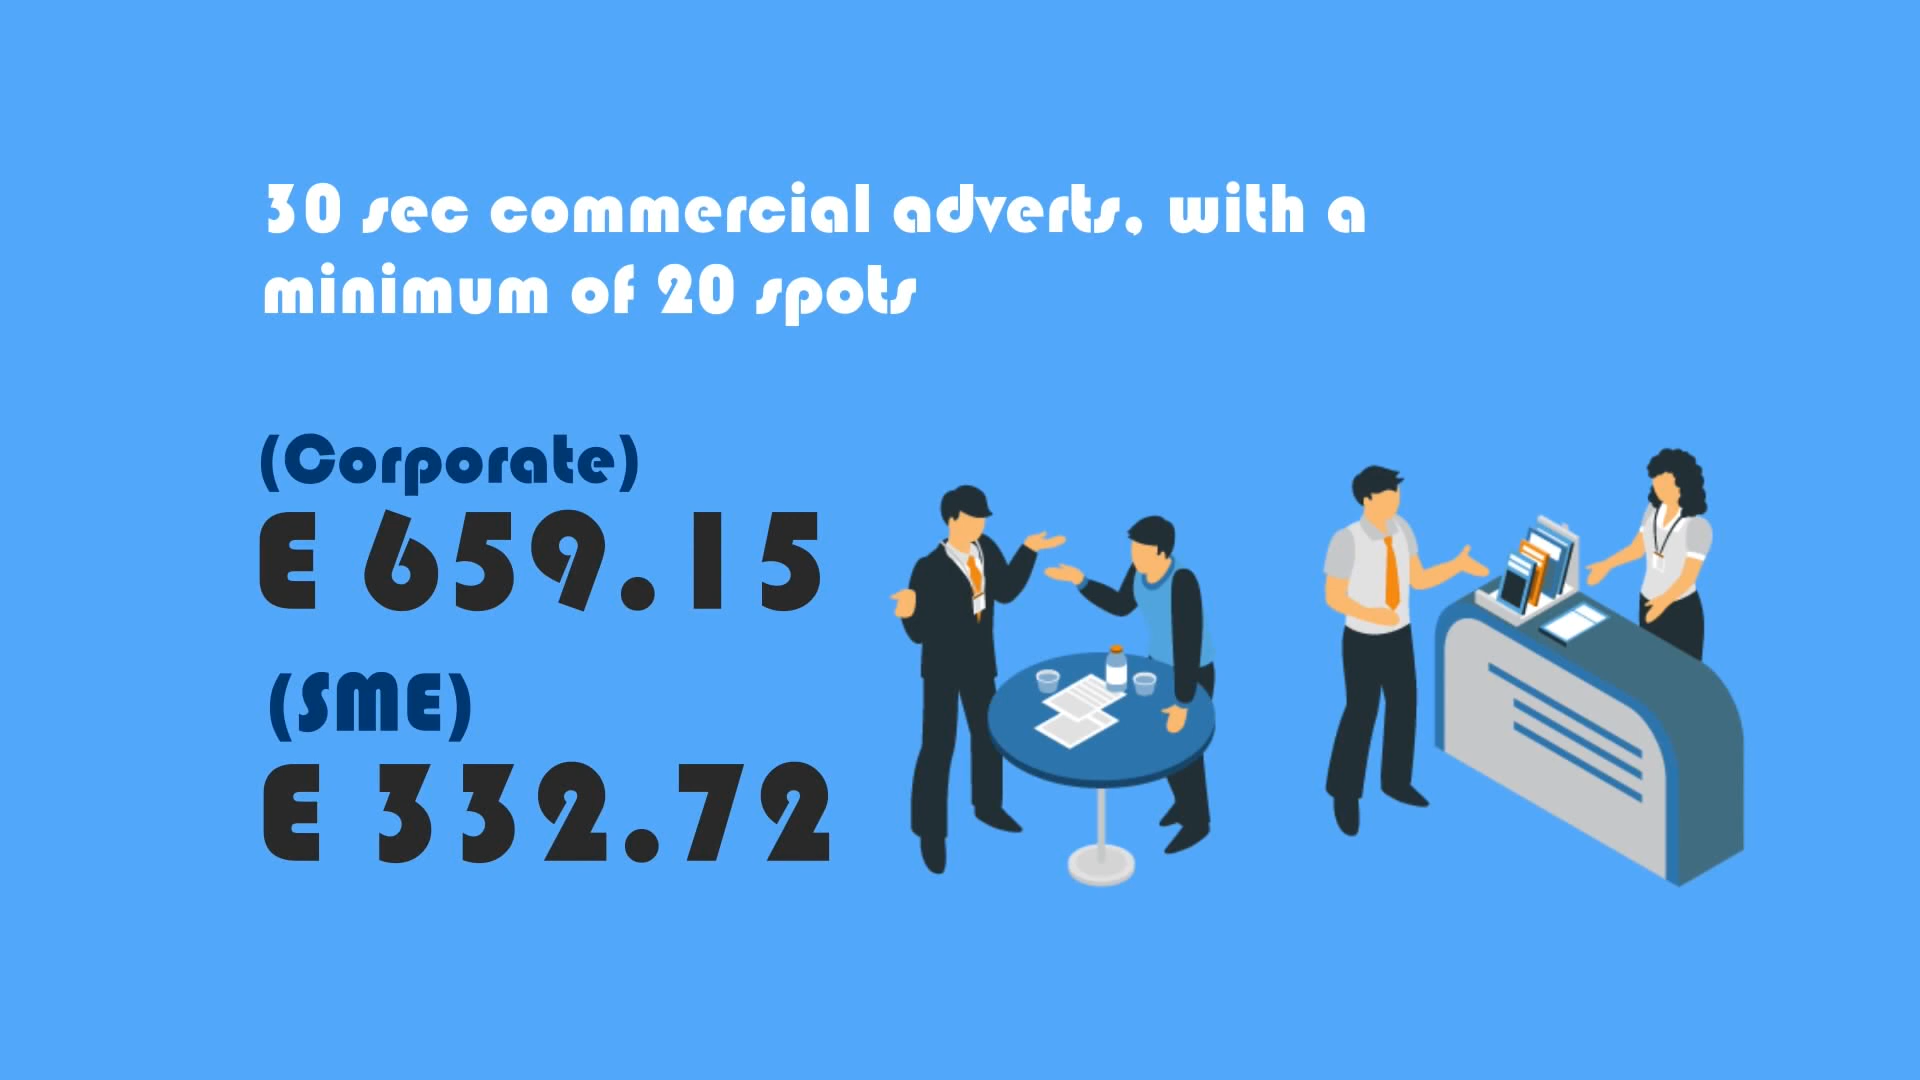 30 sec commercial adverts, with a
minimum of 20 spots
(Corporate)
E 659.15
(SME)
E 332.72